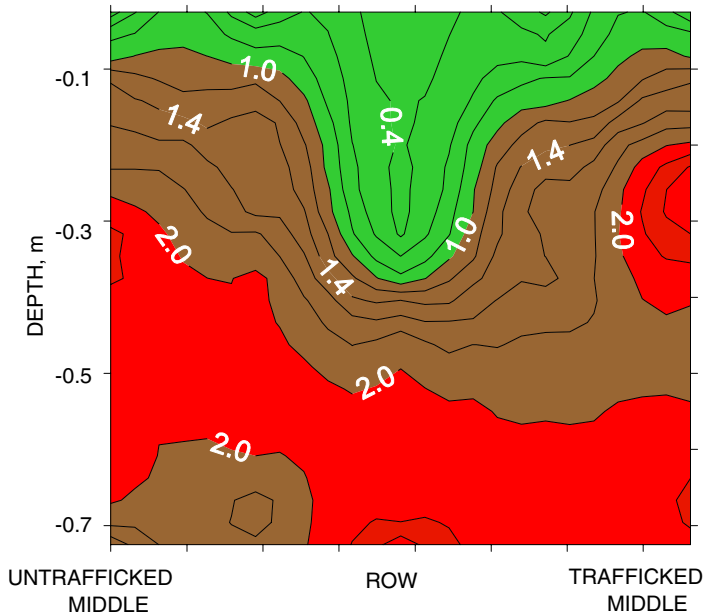 1.0
-0.1
1.4
0.4
1.4
-0.3
2.0
1.0
2.0
1.4
DEPTH, m
-0.5
2.0
2.0
-0.7
UNTRAFFICKED
MIDDLE
ROW
TRAFFICKED
MIDDLE